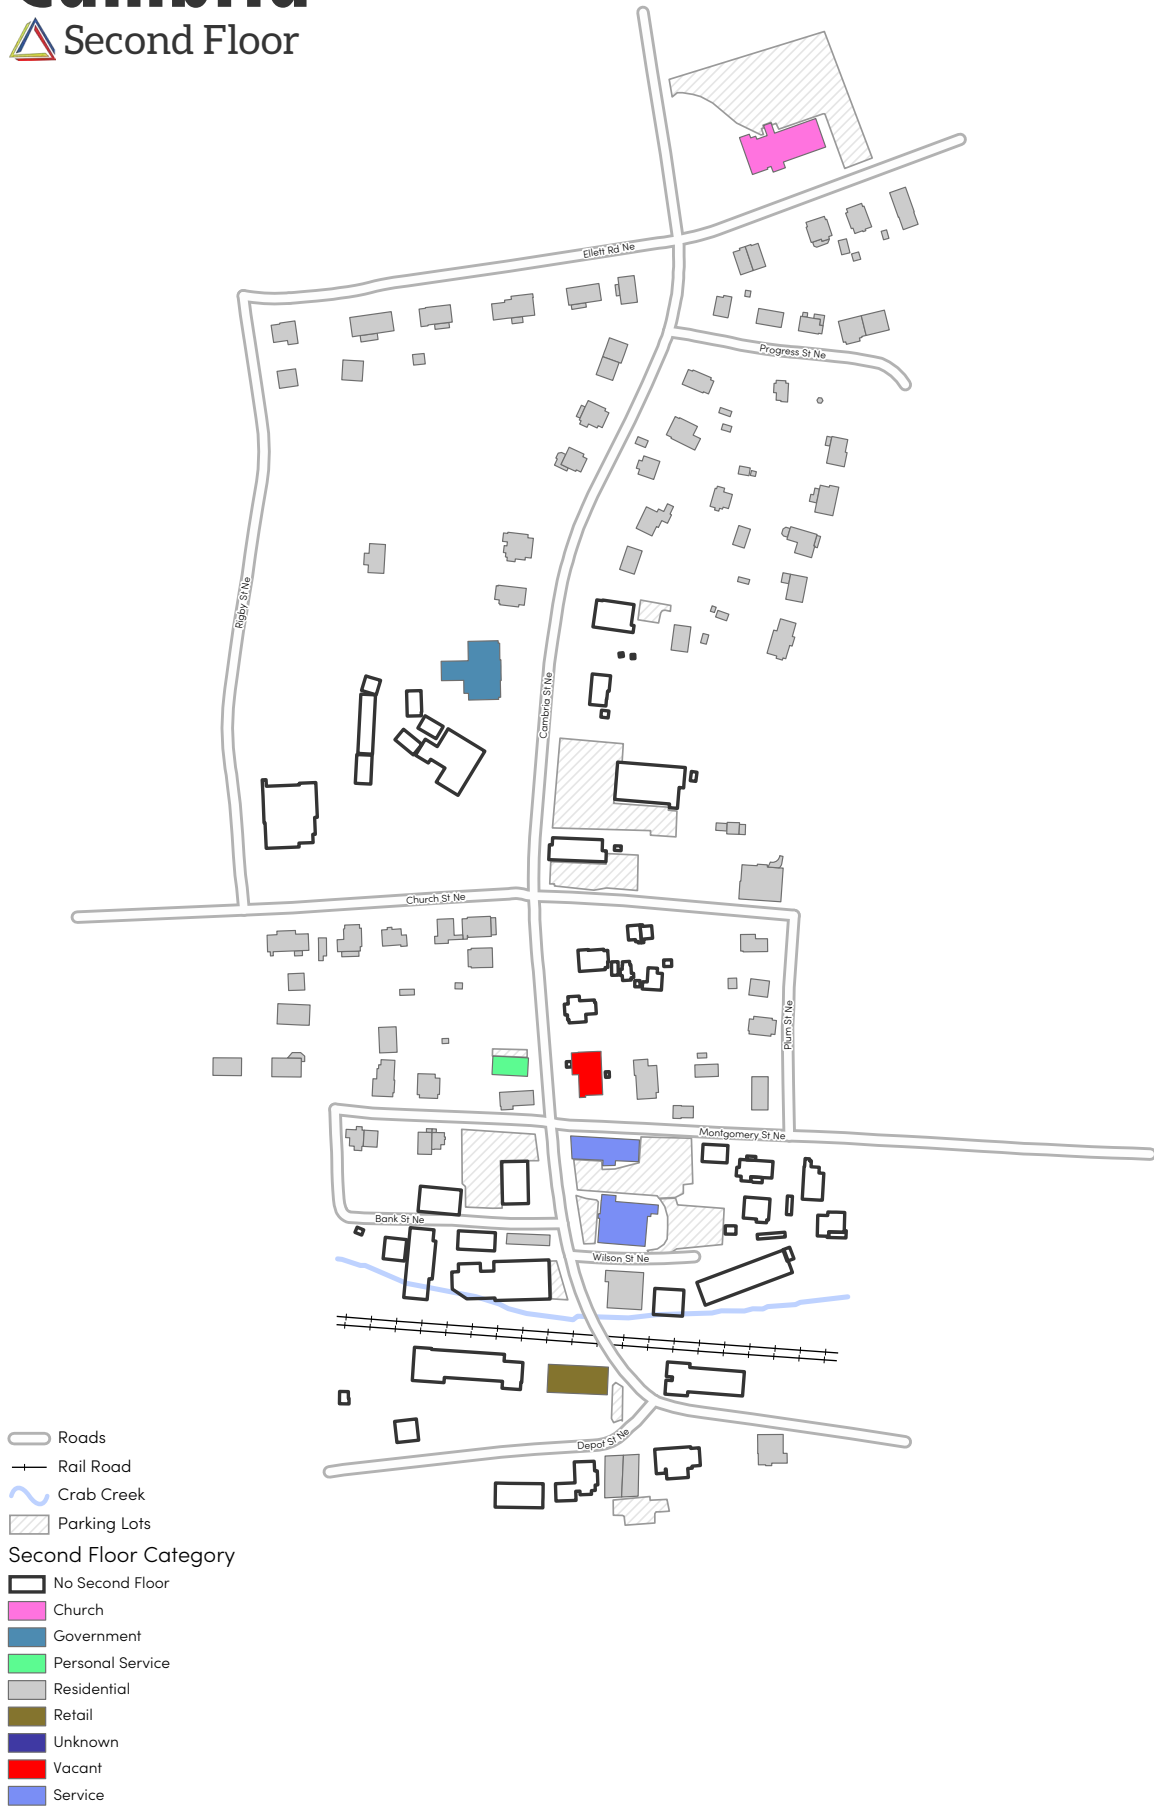 Cambria
Second Floor
Ellett Rd Ne
Progress St Ne
Rigby St Ne
Cambria St Ne
Church St Ne
Plum St Ne
Montgomery St Ne
Bank St Ne
Wilson St Ne
Depot St Ne
Roads
Rail Road
Crab Creek
Parking Lots
Second Floor Category
No Second Floor
Church
Government
Personal Service
Residential
Retail
Unknown
Vacant
Service